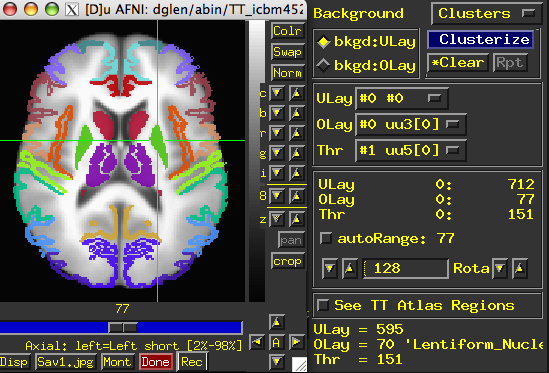 [D]u AFNI: dglen/abin/TT_icbm452
Colr
Swap
Norm
c
b
r
g
i
8
z
pan
crop
77
Axial: left=Left short [2%-98%]
A
Disp Sav1.jpg Mont Done Rec
Background Clusters
bkgd:ULay Clusterize
bkgd:OLay *Clear Rpt
ULay #0 #0
OLay #0 uu3[0]
Thr #1 uu5[0]
ULay 0: 712
OLay 0: 77
Thr 0: 151
autoRange: 77
128 Rota
See TT Atlas Regions
ULay = 595
OLay = 70 'Lentiform_Nucle
Thr = 151